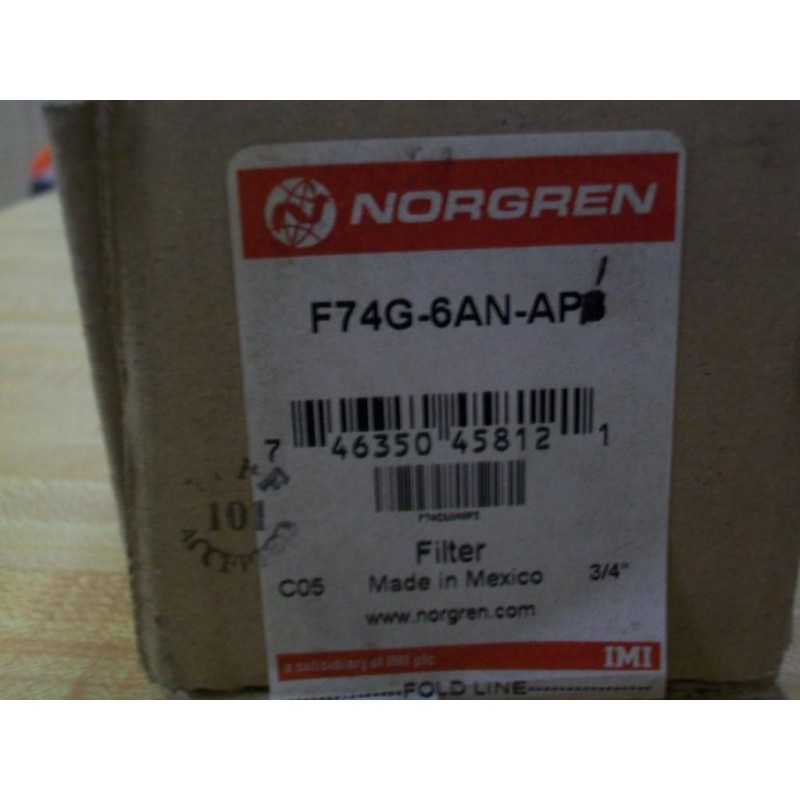 NORGREN
F74G-6AN-AP
7 46350 45812 1
101
Filter
C05 Made in Mexico 3/4"
www.norgren.com
a subsidiary of IMI plc IMI
FOLD LINE